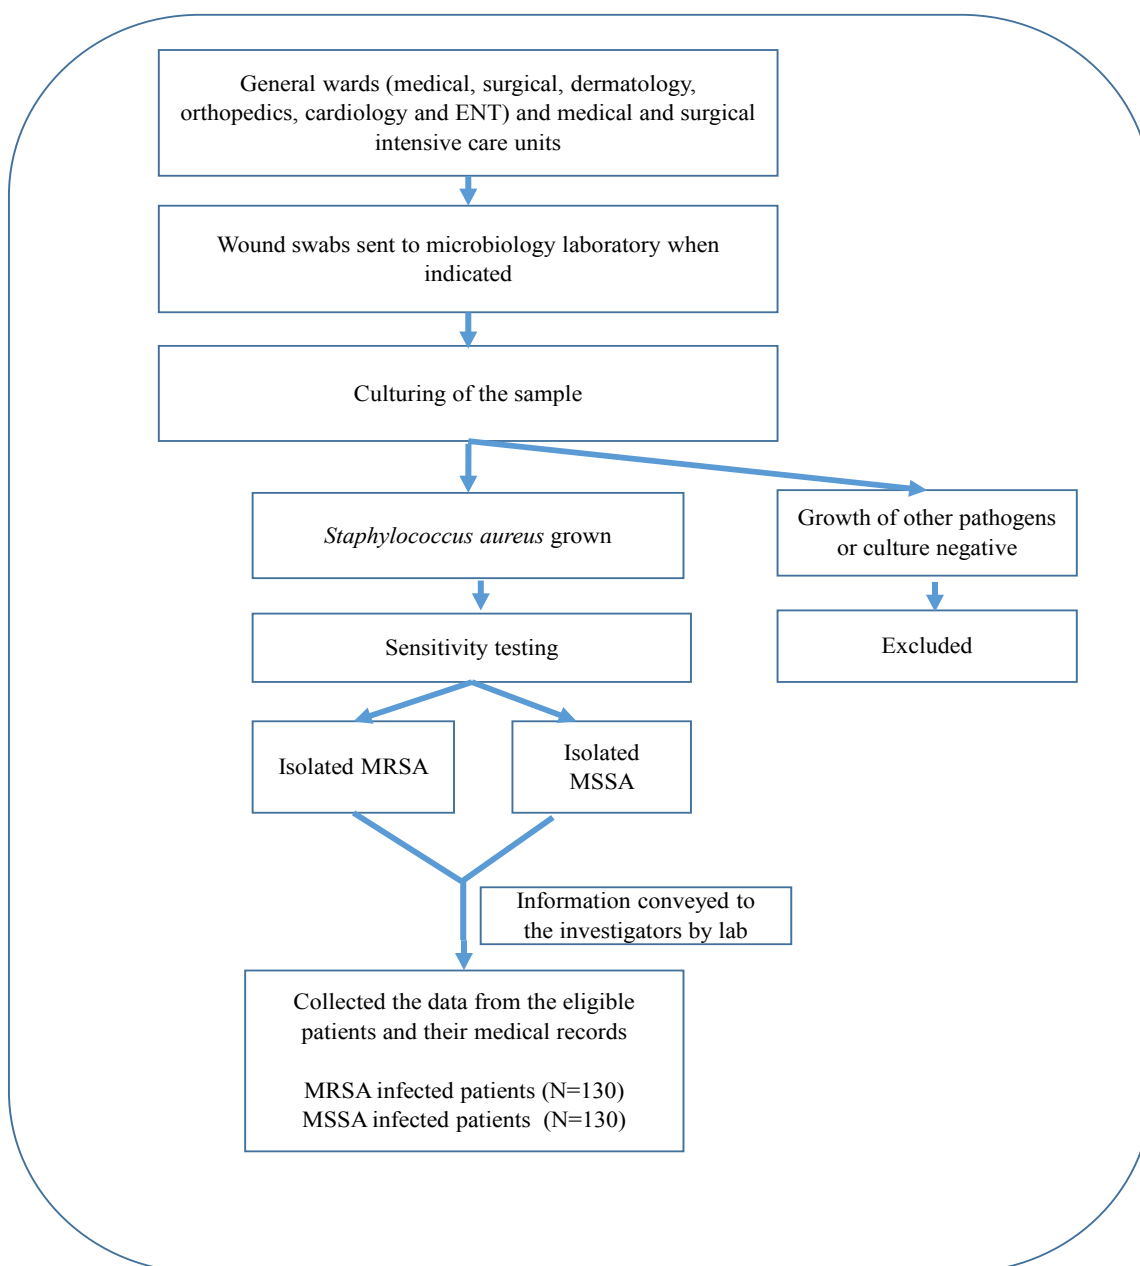 General wards (medical, surgical, dermatology,
orthopedics, cardiology and ENT) and medical and surgical
intensive care units
Wound swabs sent to microbiology laboratory when
indicated
Culturing of the sample
Staphylococcus aureus grown
Growth of other pathogens
or culture negative
Sensitivity testing
Excluded
Isolated MRSA
Isolated
MSSA
Information conveyed to
the investigators by lab
Collected the data from the eligible
patients and their medical records
MRSA infected patients (N=130)
MSSA infected patients (N=130)